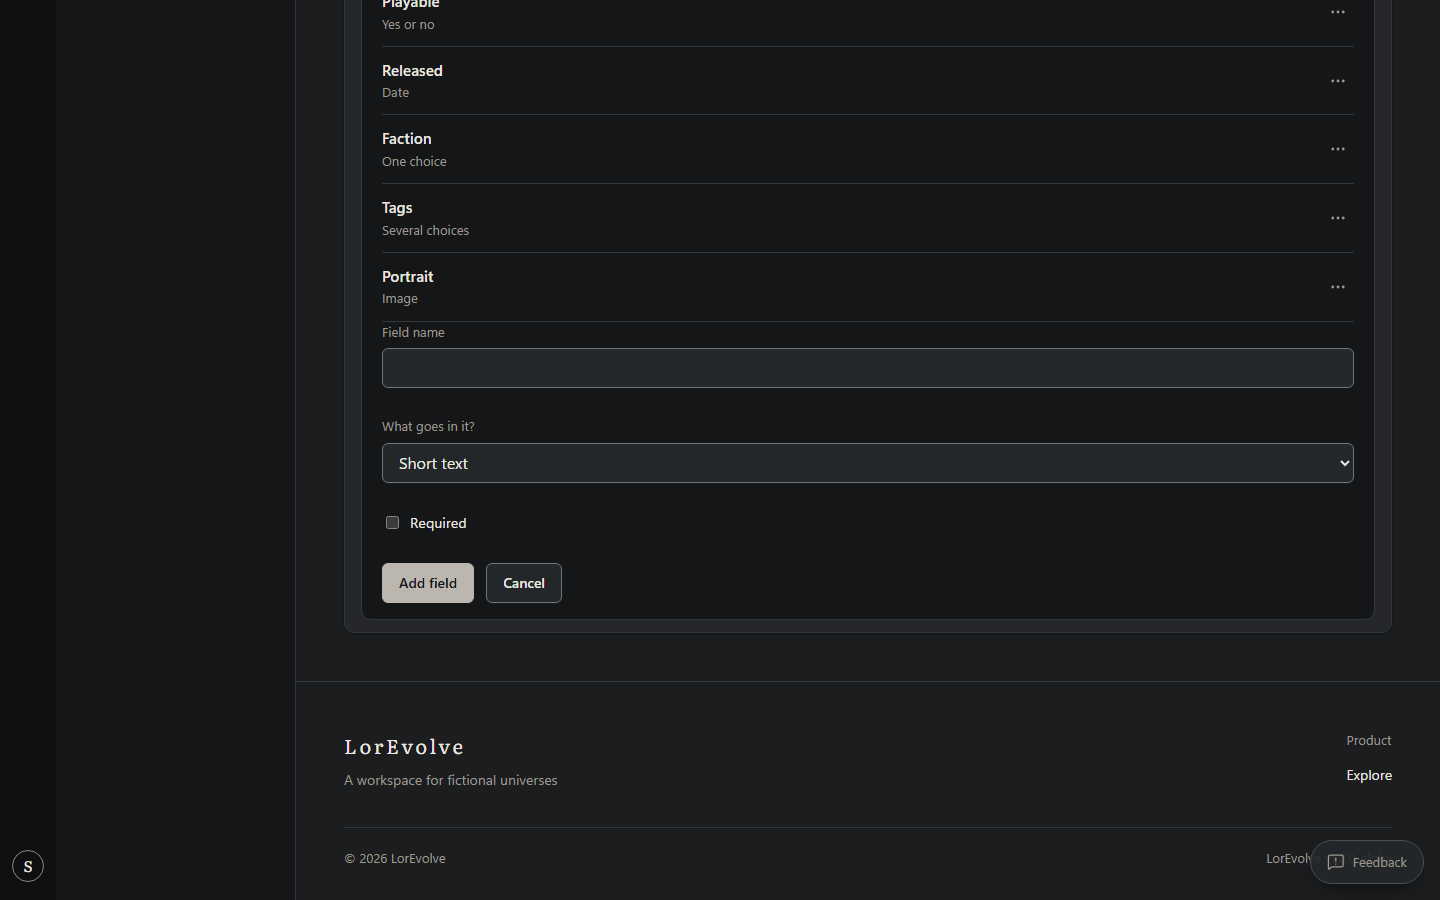 Playable
Yes or no
Released
Date
Faction
One choice
Tags
Several choices
Portrait
Image
Field name
What goes in it?
Short text
Required
Add field
Cancel
LorEvolve
A workspace for fictional universes
Product
Explore
© 2026 LorEvolve
Feedback
S